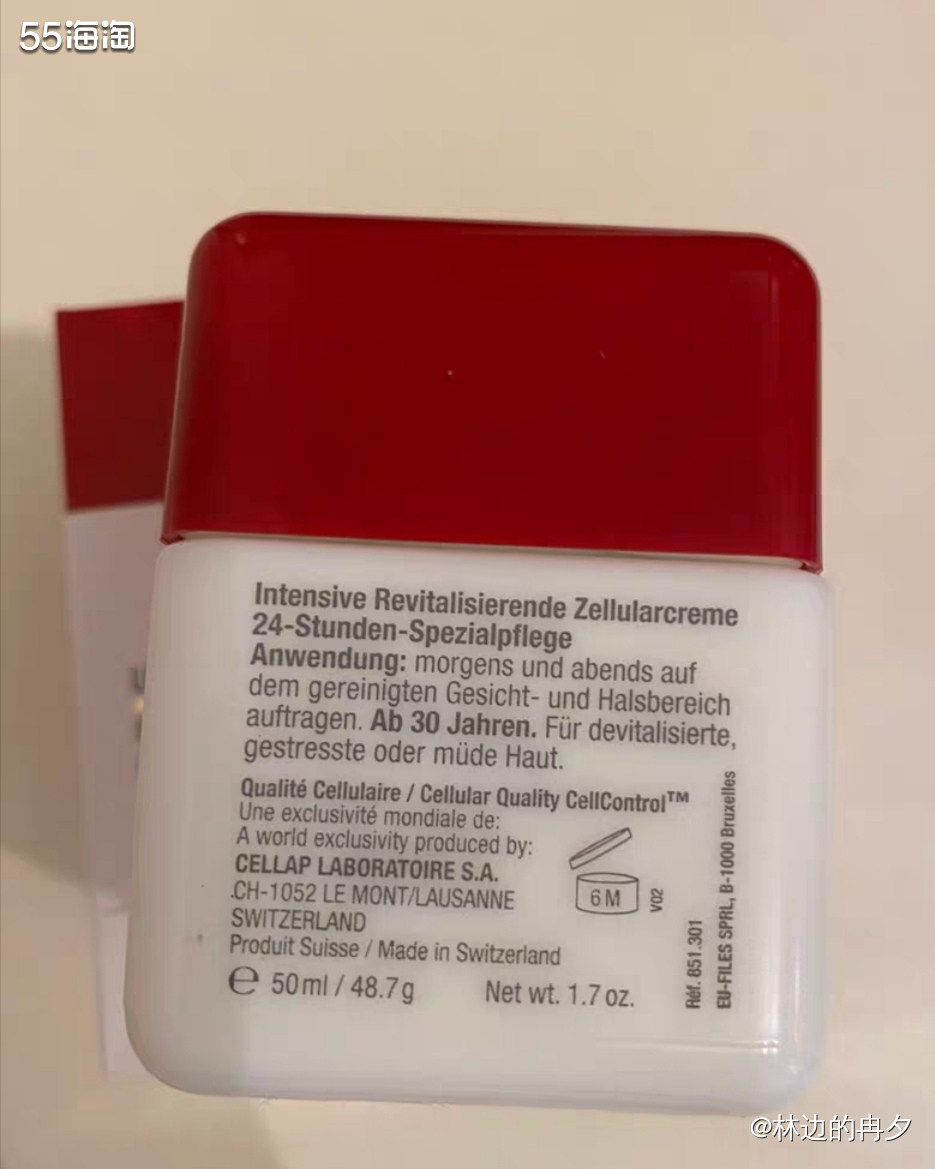 55海淘
Intensive Revitalisierende Zellularcreme
24-Stunden-Spezialpflege
Anwendung: morgens und abends auf
dem gereinigten Gesicht- und Halsbereich
auftragen. Ab 30 Jahren. Für devitalisierte,
gestresste oder müde Haut.
Qualité Cellulaire / Cellular Quality CellControl™
Une exclusivité mondiale de:
A world exclusivity produced by:
CELLAP LABORATOIRE S.A.
CH-1052 LE MONT/LAUSANNE
SWITZERLAND
Produit Suisse / Made in Switzerland
℮ 50 ml / 48.7 g Net wt. 1.7 oz.
6 M
V02
Réf. 851.301
EU-FILES SPRL, B-1000 Bruxelles
@林边的冉夕